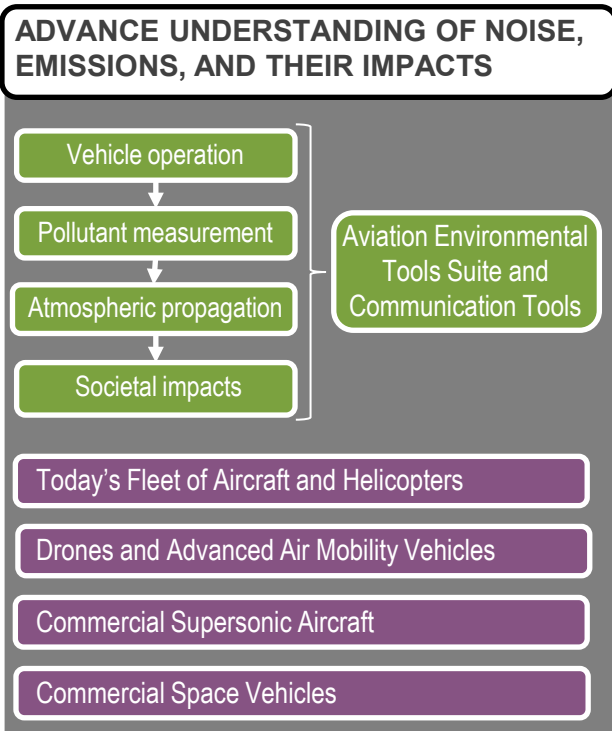 ADVANCE UNDERSTANDING OF NOISE,
EMISSIONS, AND THEIR IMPACTS
Vehicle operation
Pollutant measurement
Atmospheric propagation
Societal impacts
Aviation Environmental
Tools Suite and
Communication Tools
Today's Fleet of Aircraft and Helicopters
Drones and Advanced Air Mobility Vehicles
Commercial Supersonic Aircraft
Commercial Space Vehicles